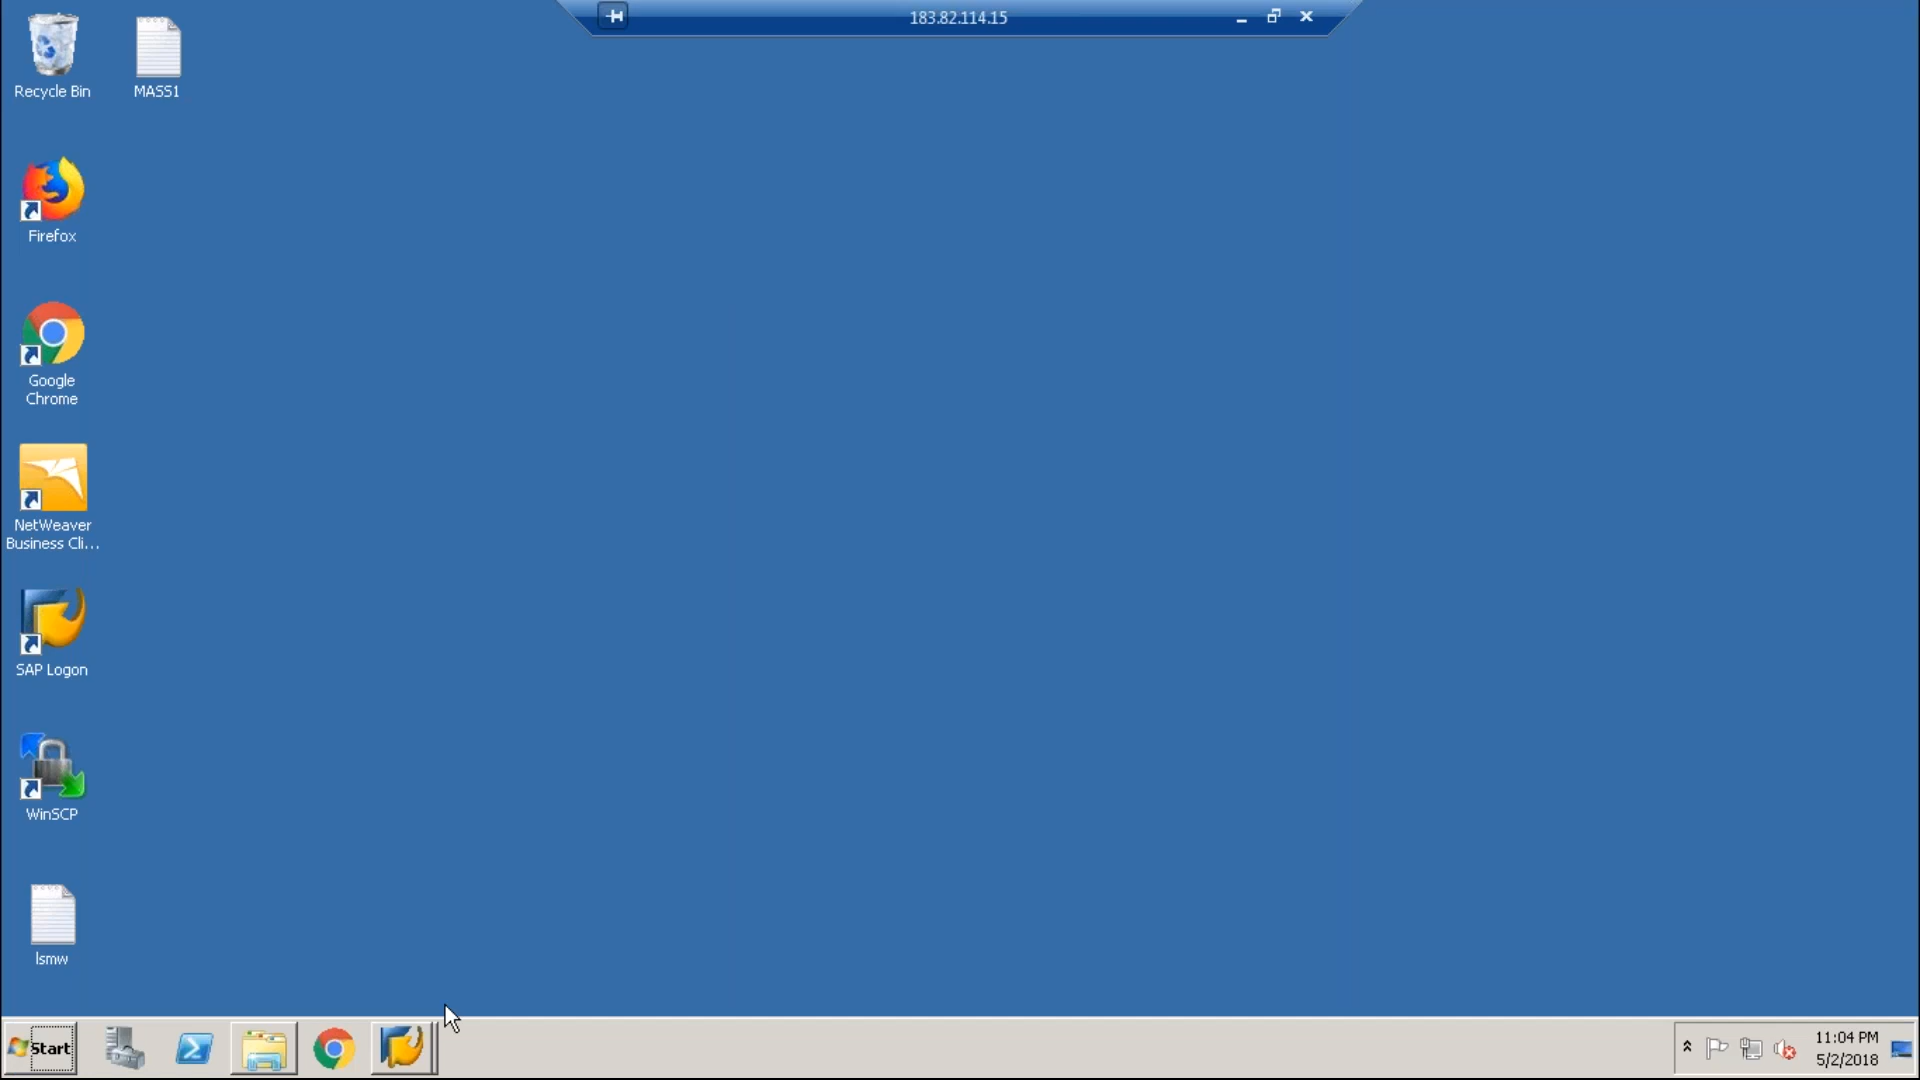 183.82.114.15
Recycle Bin
MASS1
Firefox
Google
Chrome
NetWeaver
Business Cli...
SAP Logon
WinSCP
lsmw
Start
11:04 PM
5/2/2018